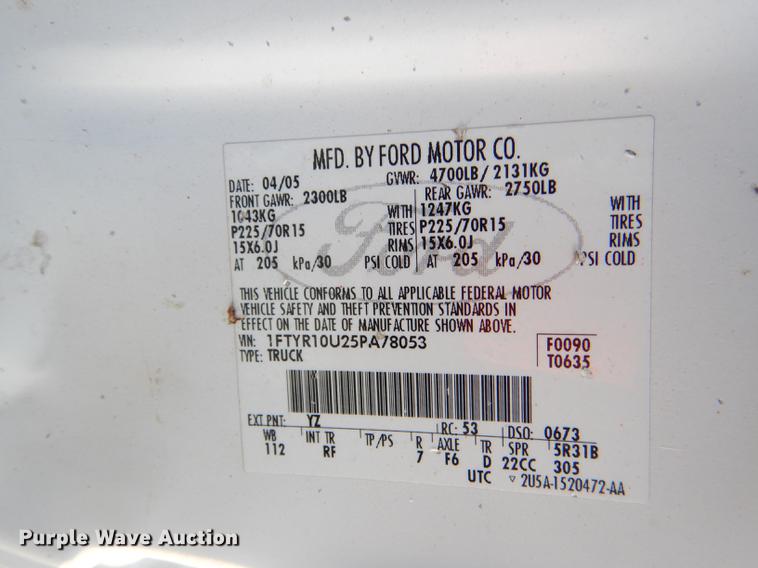 MFD. BY FORD MOTOR CO.
DATE: 04/05 GVWR: 4700LB/ 2131KG
FRONT GAWR: 2300LB REAR GAWR: 2750LB
1043KG WITH 1247KG WITH
P225/70R15 TIRES P225/70R15 TIRES
15X6.0J RIMS 15X6.0J RIMS
AT 205 kPa/30 PSI COLD AT 205 kPa/30 PSI COLD
Ford
THIS VEHICLE CONFORMS TO ALL APPLICABLE FEDERAL MOTOR
VEHICLE SAFETY AND THEFT PREVENTION STANDARDS IN
EFFECT ON THE DATE OF MANUFACTURE SHOWN ABOVE.
VIN: 1FTYR10U25PA78053 F0090
TYPE: TRUCK T0635
EXT PNT: YZ RC: 53 DSO: 0673
WB INT TR TP/PS R AXLE TR SPR 5R31B
112 RF 7 F6 D 22CC 305
UTC ▽ 2U5A-1520472-AA
Purple Wave Auction